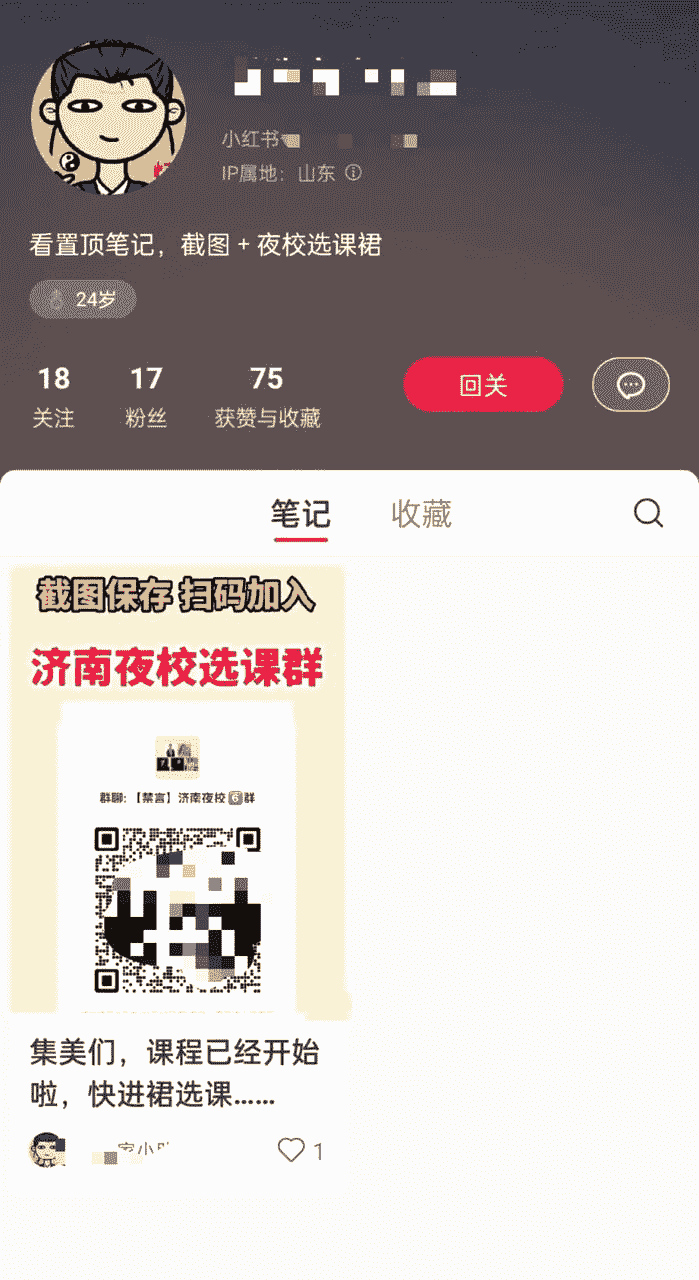 小红书
IP属地：山东
看置顶笔记，截图 + 夜校选课裙
24岁
18 17 75
关注 粉丝 获赞与收藏
回关
笔记 收藏
截图保存 扫码加入
济南夜校选课群
群聊:【禁言】济南夜校6群
集美们，课程已经开始
啦，快进裙选课……
1